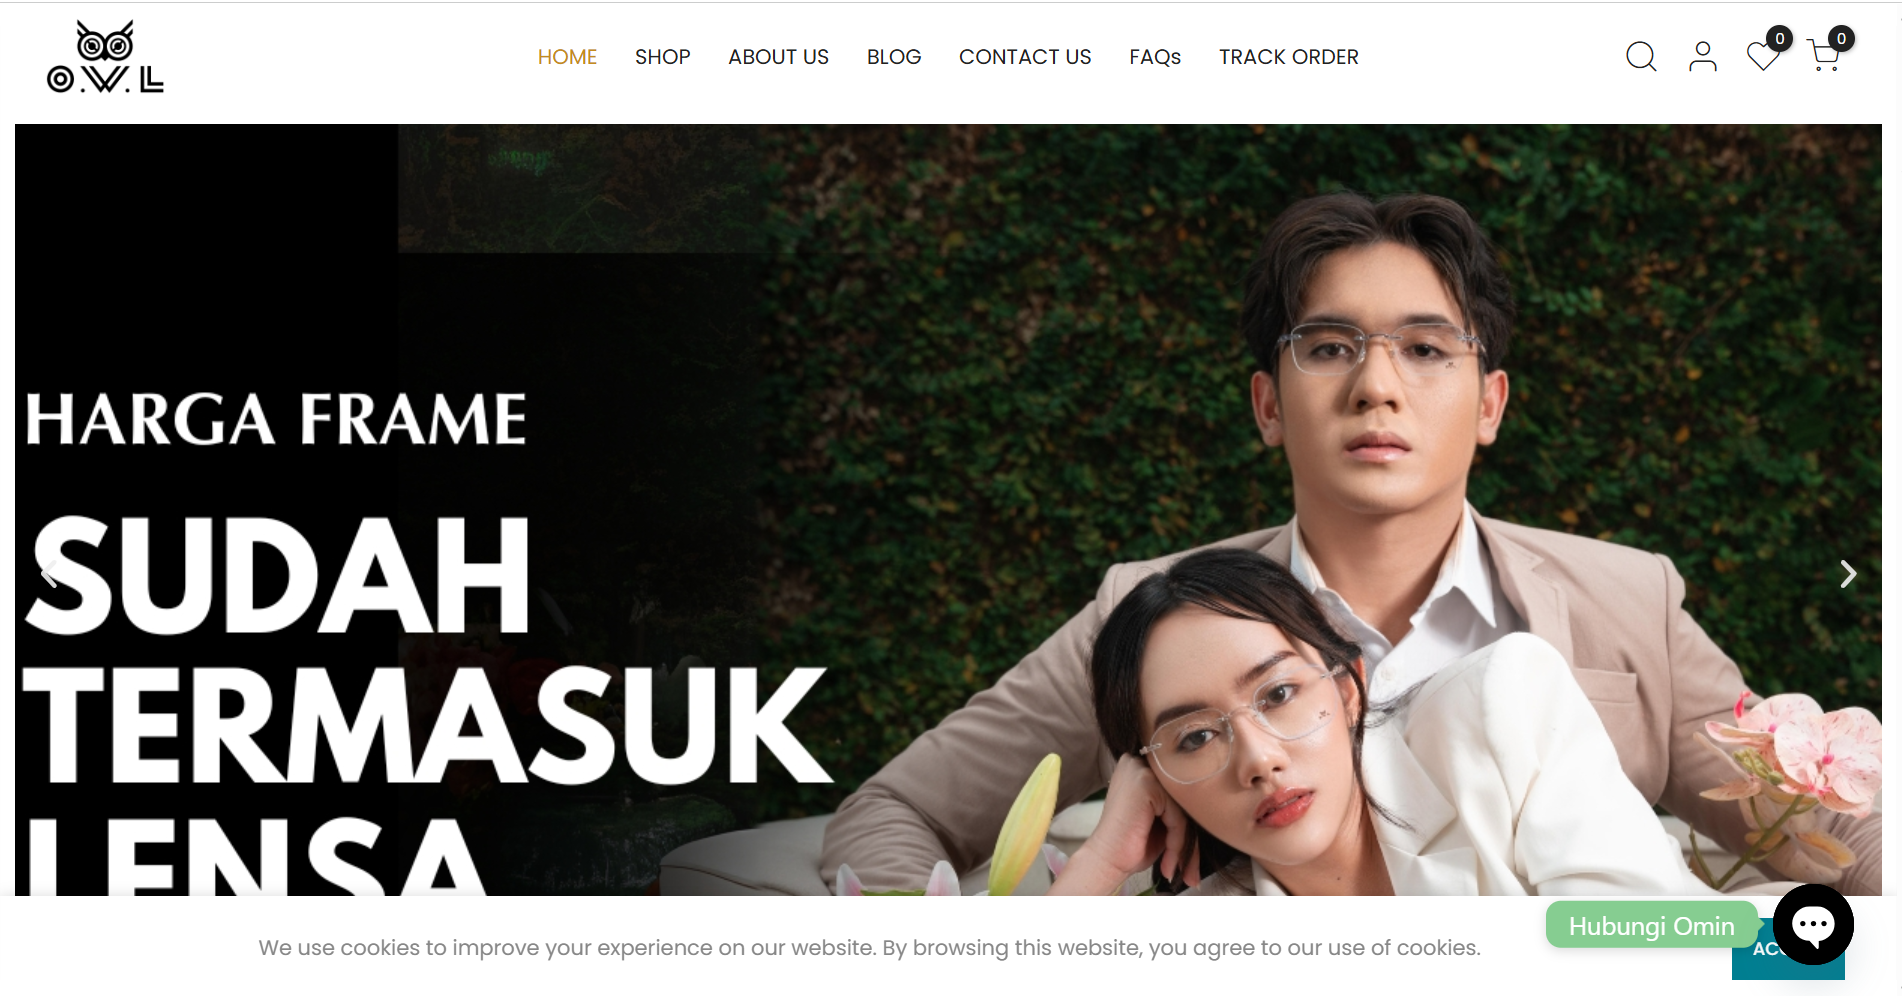 O.W.L
HOME SHOP ABOUT US BLOG CONTACT US FAQs TRACK ORDER
0 0
HARGA FRAME
SUDAH
TERMASUK
LENSA
Hubungi Omin
We use cookies to improve your experience on our website. By browsing this website, you agree to our use of cookies.